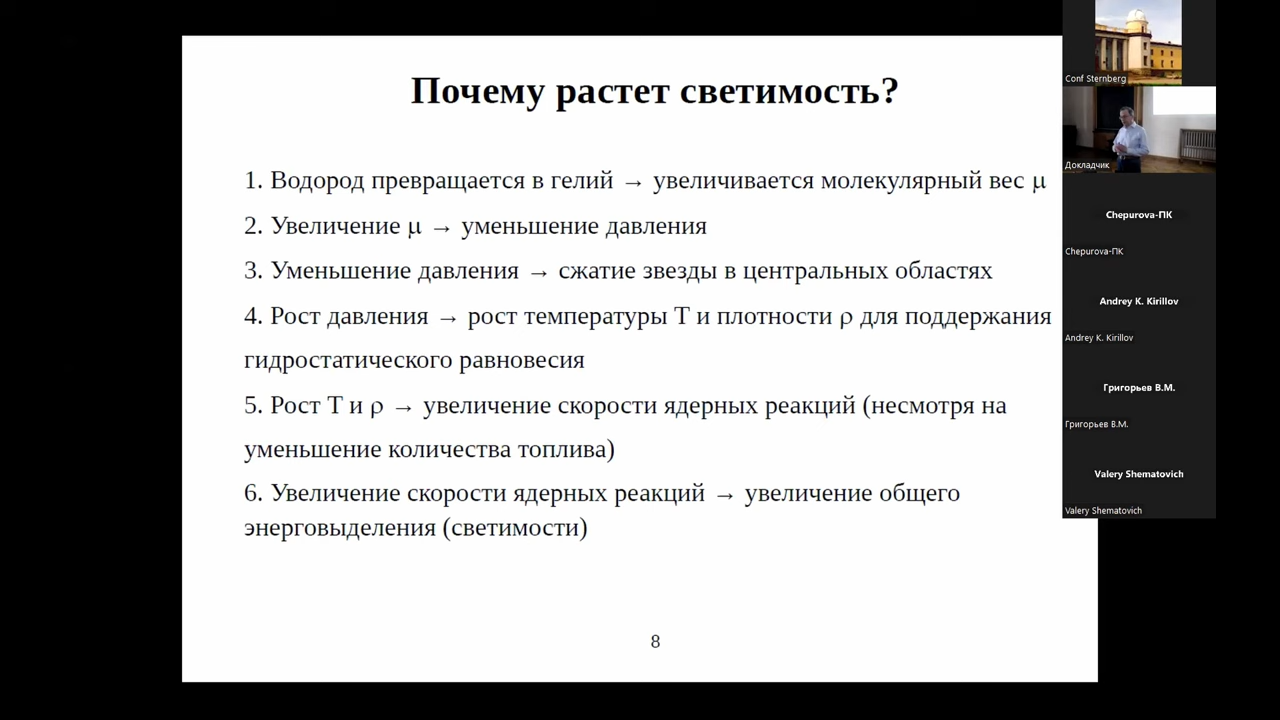 Почему растет светимость?
1. Водород превращается в гелий → увеличивается молекулярный вес μ
2. Увеличение μ → уменьшение давления
3. Уменьшение давления → сжатие звезды в центральных областях
4. Рост давления → рост температуры T и плотности ρ для поддержания
гидростатического равновесия
5. Рост T и ρ → увеличение скорости ядерных реакций (несмотря на
уменьшение количества топлива)
6. Увеличение скорости ядерных реакций → увеличение общего
энерговыделения (светимости)
8
Conf Sternberg
Докладчик
Chepurova-ПК
Chepurova-ПК
Andrey K. Kirillov
Andrey K. Kirillov
Григорьев В.М.
Григорьев В.М.
Valery Shematovich
Valery Shematovich